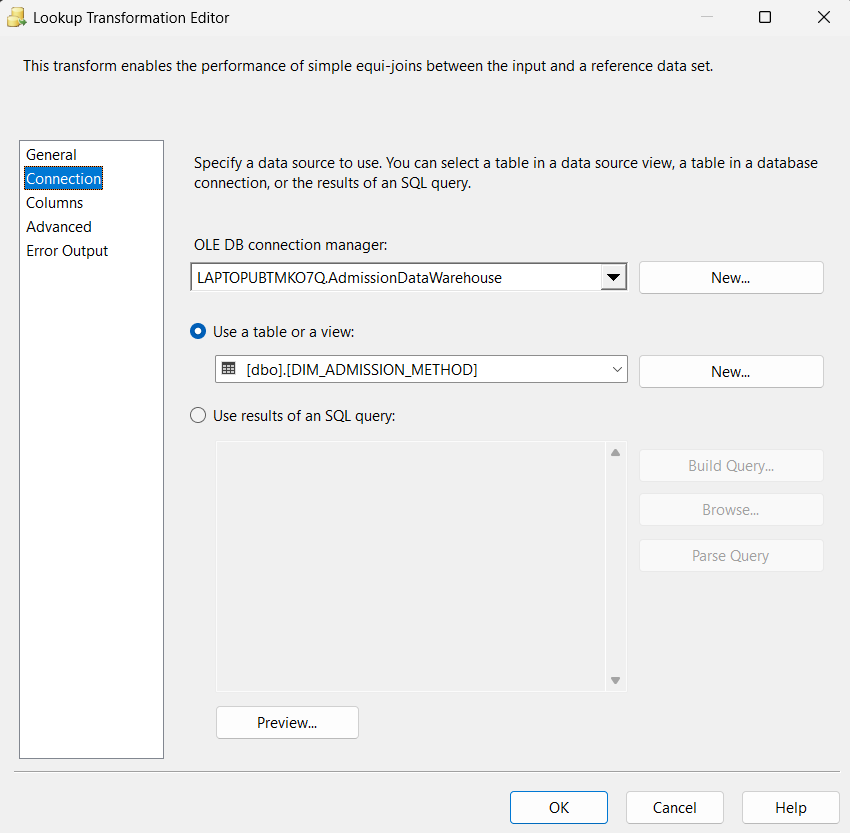 Lookup Transformation Editor
This transform enables the performance of simple equi-joins between the input and a reference data set.
General
Connection
Columns
Advanced
Error Output
Specify a data source to use. You can select a table in a data source view, a table in a database
connection, or the results of an SQL query.
OLE DB connection manager:
LAPTOPUBTMKO7Q.AdmissionDataWarehouse
New...
Use a table or a view:
[dbo].[DIM_ADMISSION_METHOD]
New...
Use results of an SQL query:
Build Query...
Browse...
Parse Query
Preview...
OK
Cancel
Help